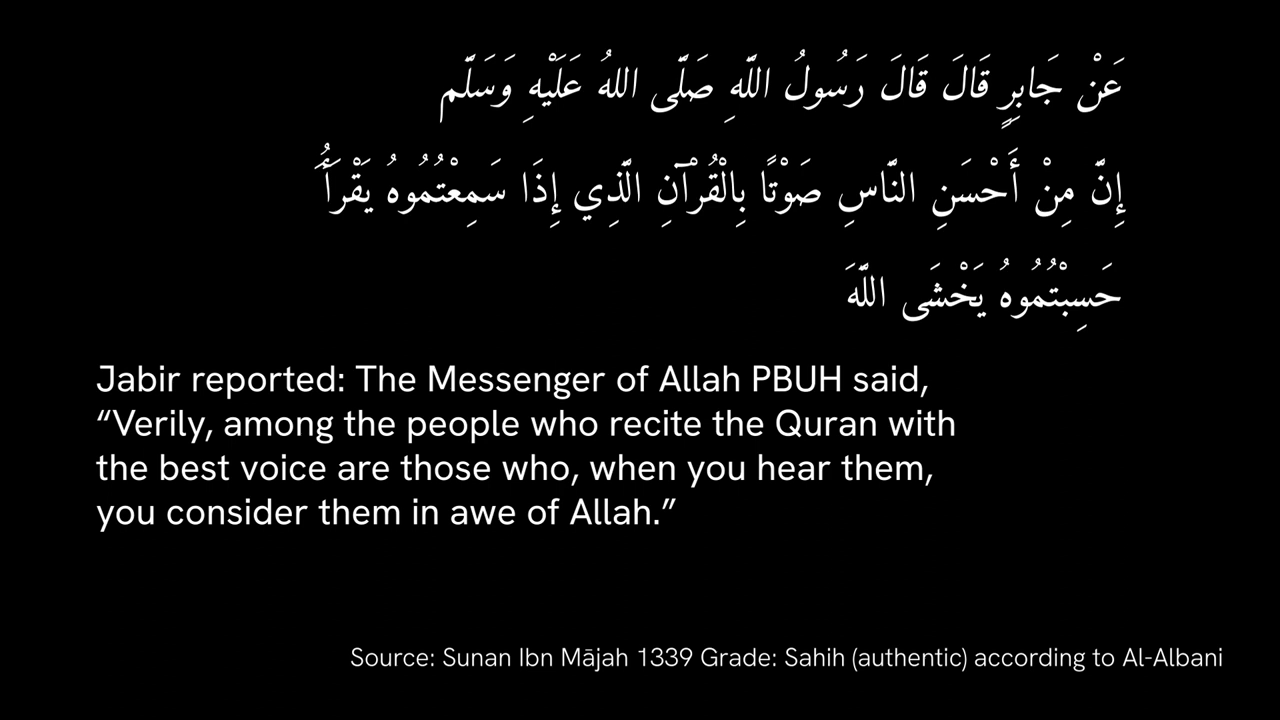 عَنْ جَابِرٍ قَالَ قَالَ رَسُولُ اللَّهِ صَلَّى اللهُ عَلَيْهِ وَسَلَّم
إِنَّ مِنْ أَحْسَنِ النَّاسِ صَوْتًا بِالْقُرْآنِ الَّذِي إِذَا سَمِعْتُمُوهُ يَقْرَأُ
حَسِبْتُمُوهُ يَخْشَى اللَّهَ
Jabir reported: The Messenger of Allah PBUH said,
“Verily, among the people who recite the Quran with
the best voice are those who, when you hear them,
you consider them in awe of Allah.”
Source: Sunan Ibn Mājah 1339 Grade: Sahih (authentic) according to Al-Albani